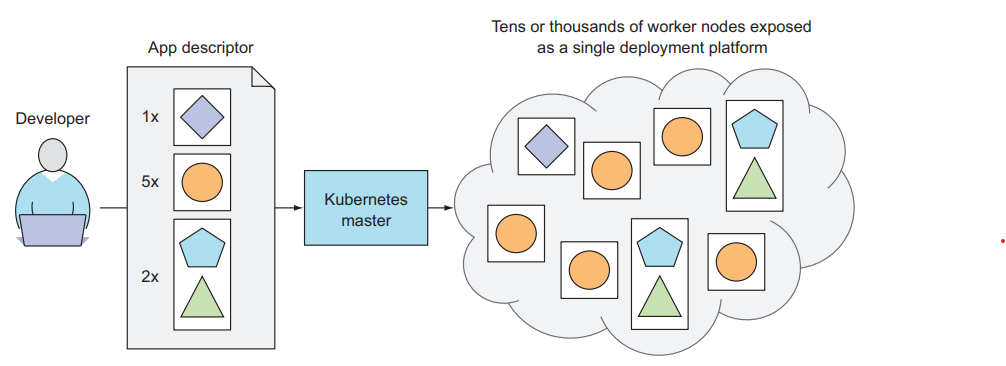 Tens or thousands of worker nodes exposed
as a single deployment platform
App descriptor
Developer
1x
5x
Kubernetes
master
2x